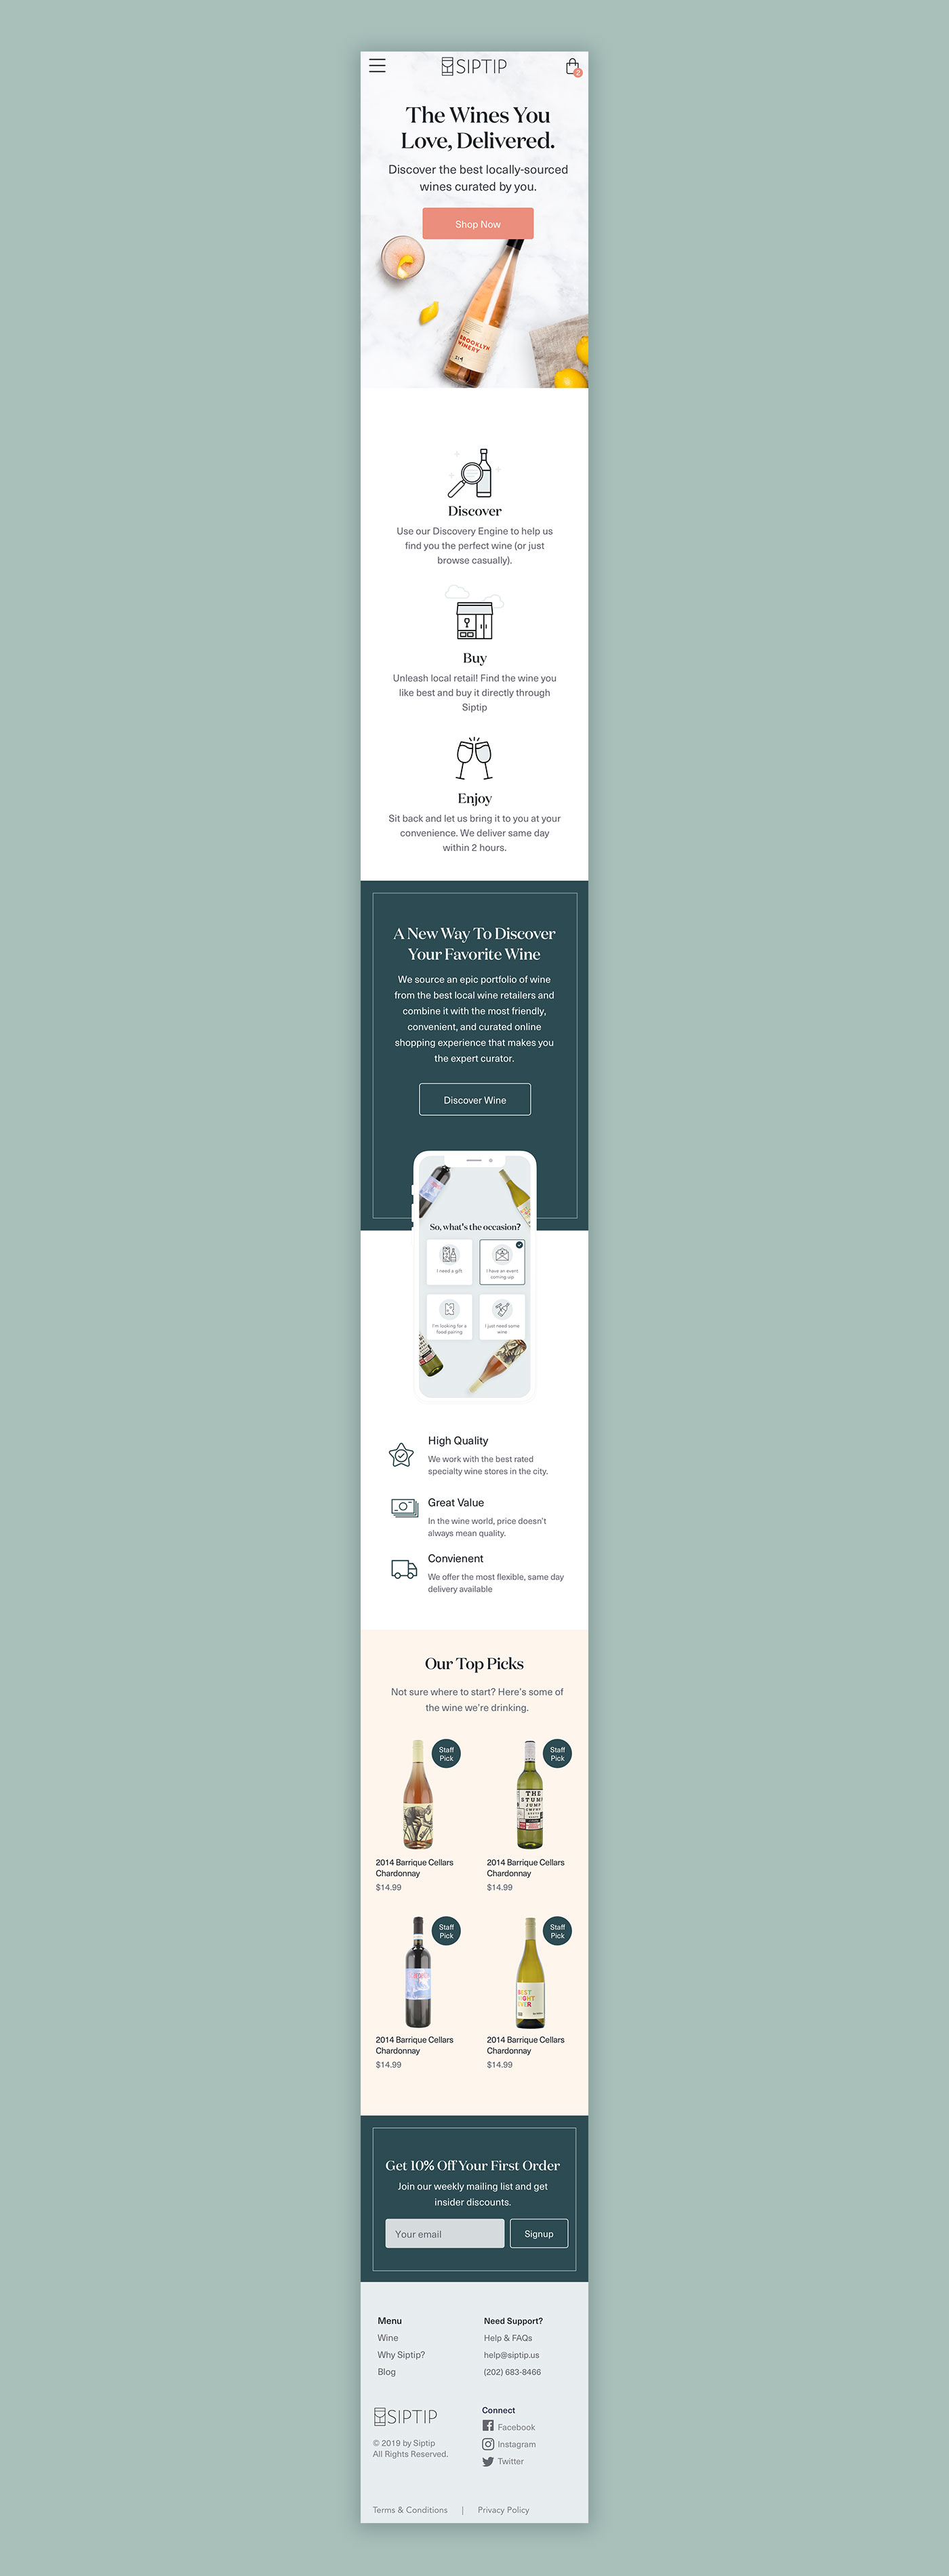 SIPTIP
2
The Wines You
Love, Delivered.
Discover the best locally-sourced
wines curated by you.
Shop Now
BROOKLYN
WINERY
Discover
Use our Discovery Engine to help us
find you the perfect wine (or just
browse casually).
Buy
Unleash local retail! Find the wine you
like best and buy it directly through
Siptip
Enjoy
Sit back and let us bring it to you at your
convenience. We deliver same day
within 2 hours.
A New Way To Discover
Your Favorite Wine
We source an epic portfolio of wine
from the best local wine retailers and
combine it with the most friendly,
convenient, and curated online
shopping experience that makes you
the expert curator.
Discover Wine
So, what's the occasion?
I need a gift
I have an event
coming up
I'm looking for a
food pairing
I just need some
wine
High Quality
We work with the best rated
specialty wine stores in the city.
Great Value
In the wine world, price doesn't
always mean quality.
Convienent
We offer the most flexible, same day
delivery available
Our Top Picks
Not sure where to start? Here's some of
the wine we're drinking.
Staff
Pick
Staff
Pick
THE
STUMP
JUMP
2014 Barrique Cellars
Chardonnay
$14.99
2014 Barrique Cellars
Chardonnay
$14.99
Staff
Pick
Staff
Pick
BEST
NIGHT
EVER
2014 Barrique Cellars
Chardonnay
$14.99
2014 Barrique Cellars
Chardonnay
$14.99
Get 10% Off Your First Order
Join our weekly mailing list and get
insider discounts.
Your email
Signup
Menu
Wine
Why Siptip?
Blog
Need Support?
Help & FAQs
help@siptip.us
(202) 683-8466
SIPTIP
© 2019 by Siptip
All Rights Reserved.
Connect
Facebook
Instagram
Twitter
Terms & Conditions | Privacy Policy